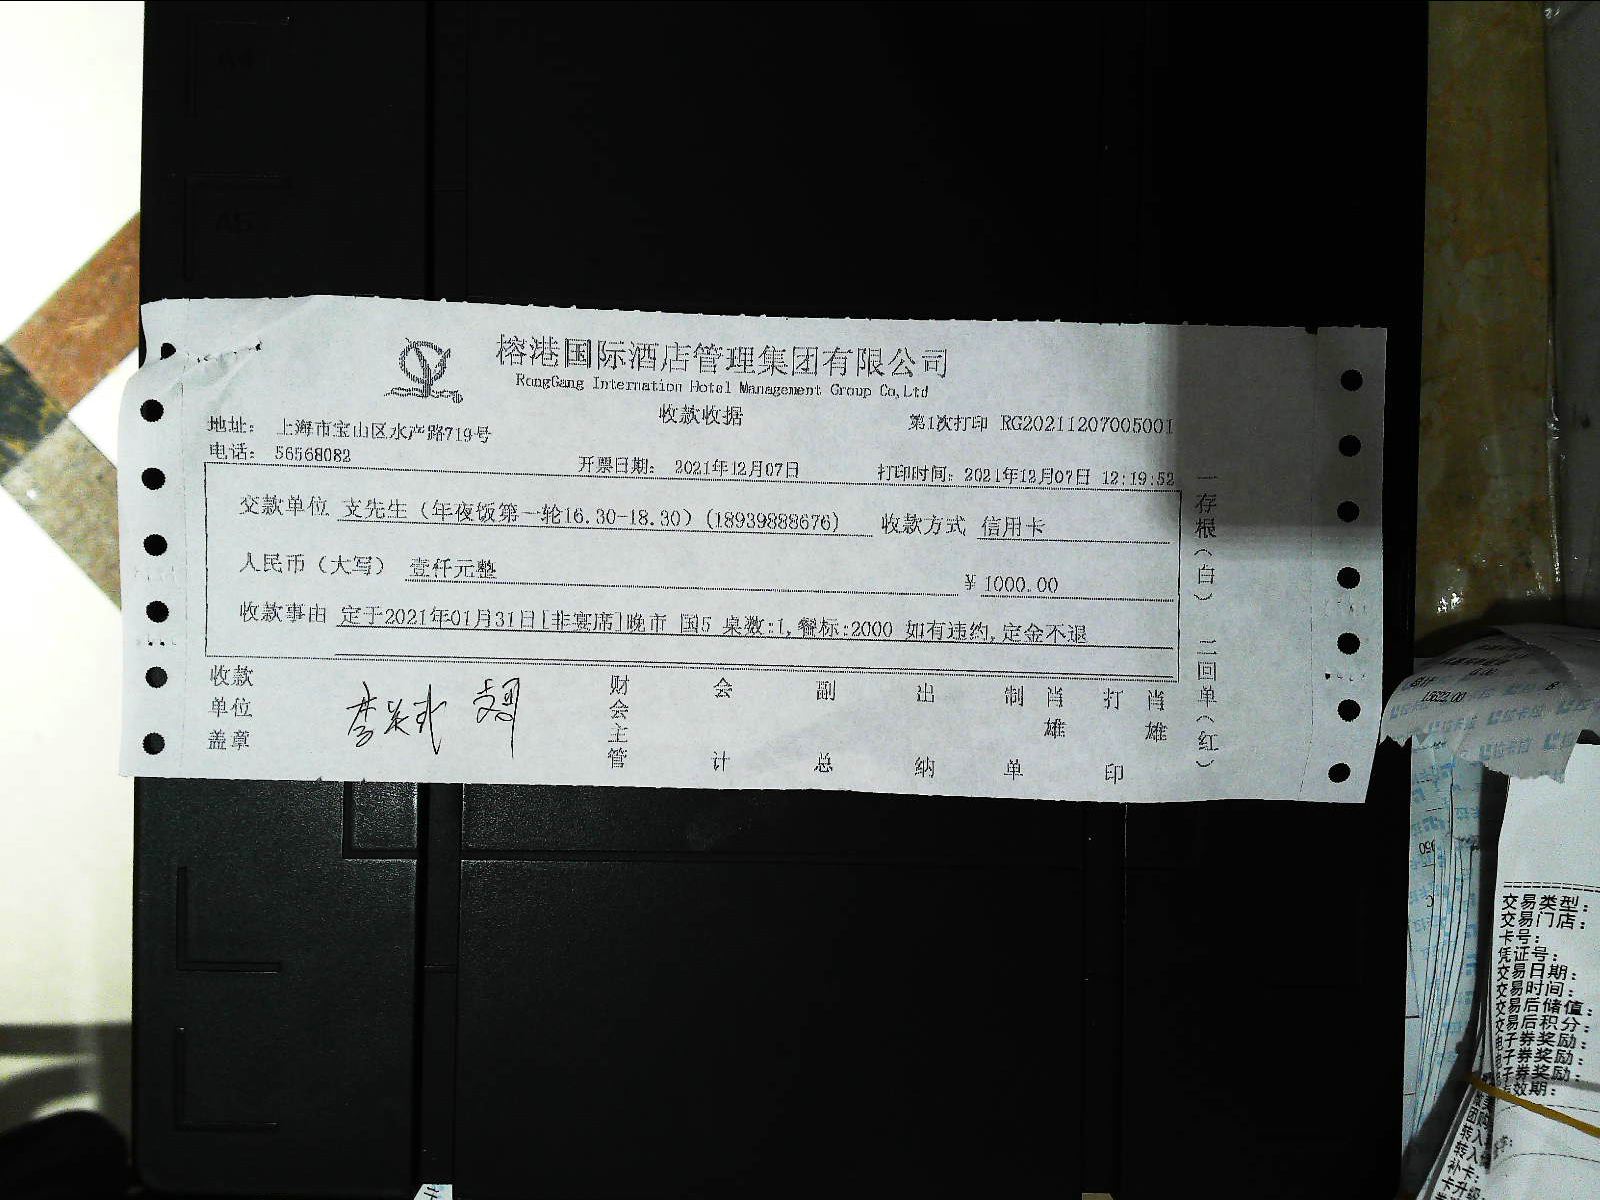 榕港国际酒店管理集团有限公司
RongGang Internation Hotel Management Group Co,Ltd
收款收据
第1次打印 RG20211207005001
地址： 上海市宝山区水产路719号
电话： 56568082
开票日期： 2021年12月07日
打印时间：2021年12月07日 12:19:52
交款单位 支先生（年夜饭第一轮16.30-18.30）(18939888676) 收款方式 信用卡
人民币（大写） 壹仟元整 ¥ 1000.00
收款事由 定于2021年01月31日[非宴席]晚市 国5 桌数:1,餐标:2000 如有违约,定金不退
收款单位盖章
财会主管 会计 副总 出纳 制单 肖雄 打印 肖雄
一存根（白） 二回单（红）
A5
交易类型：
交易门店：
卡号：
凭证号：
交易日期：
交易时间：
交易后储值：
交易后积分：
电子券奖励：
电子券奖励：
电子券奖励：
有效期：